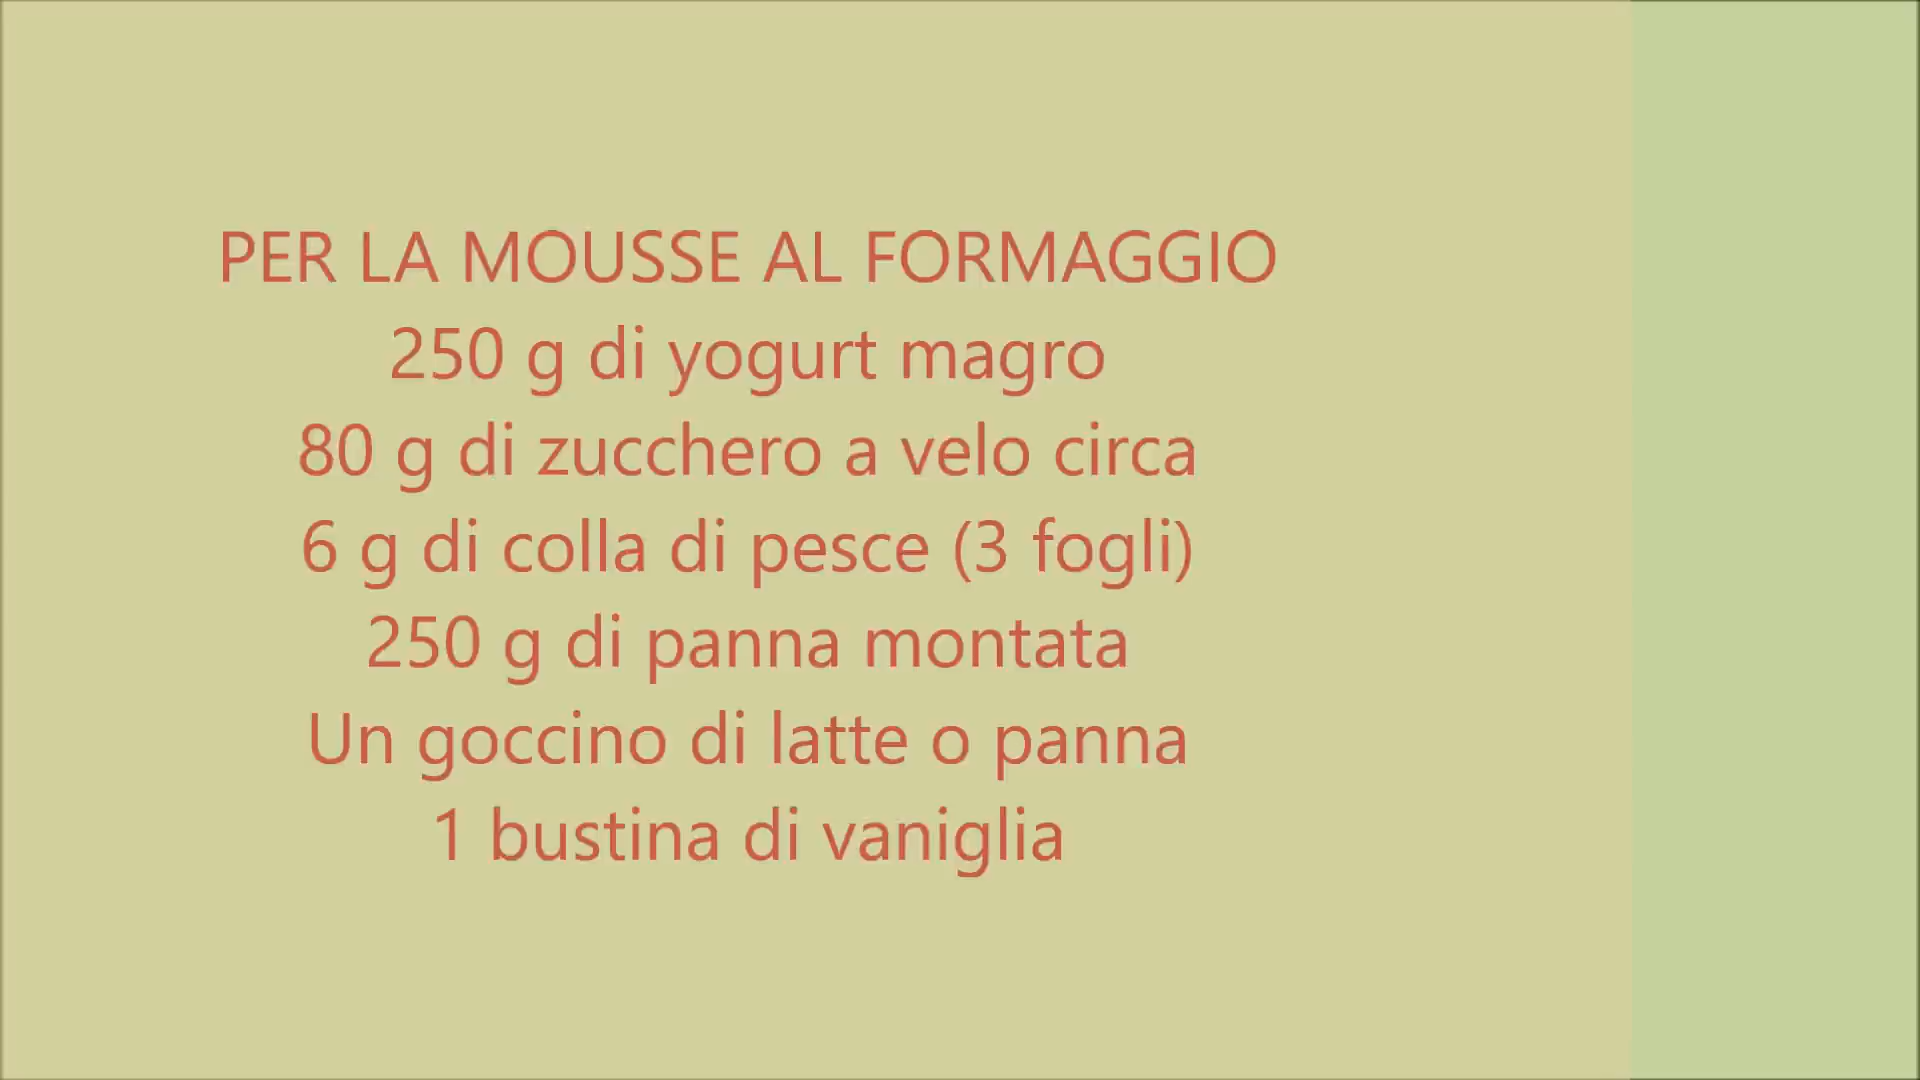 PER LA MOUSSE AL FORMAGGIO
250 g di yogurt magro
80 g di zucchero a velo circa
6 g di colla di pesce (3 fogli)
250 g di panna montata
Un goccino di latte o panna
1 bustina di vaniglia